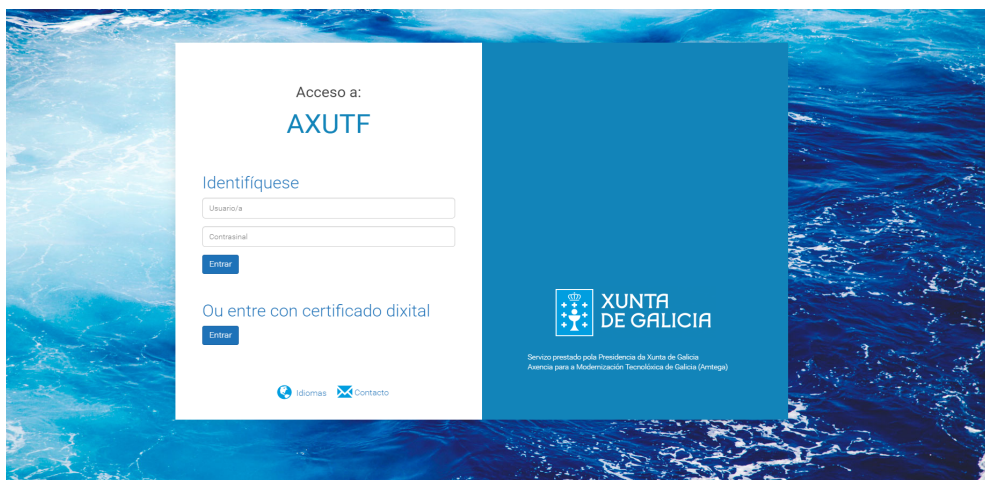 Acceso a:
AXUTF
Identifíquese
Usuario/a
Contrasinal
Entrar
Ou entre con certificado dixital
Entrar
Idiomas Contacto
XUNTA
DE GALICIA
Servizo prestado pola Presidencia da Xunta de Galicia
Axencia para a Modernización Tecnolóxica de Galicia (Amtega)